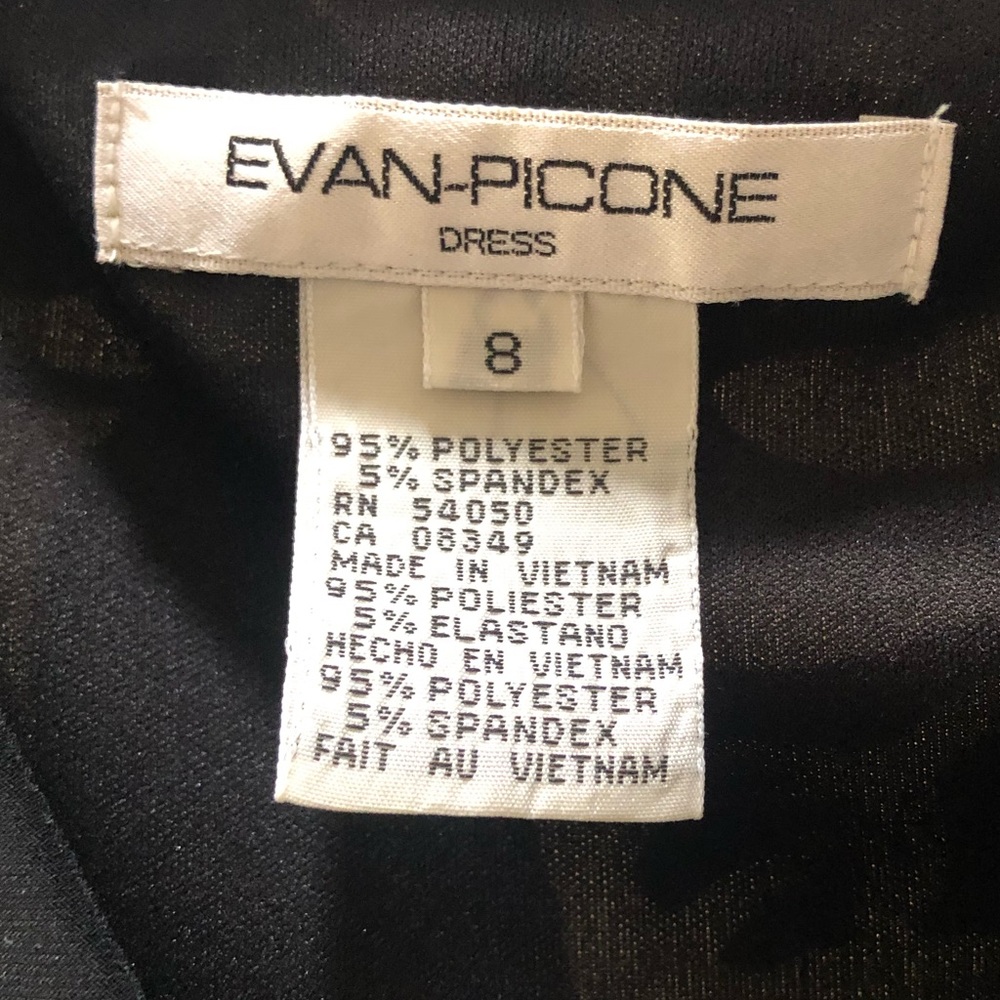 EVAN-PICONE
DRESS
8
95% POLYESTER
5% SPANDEX
RN 54050
CA 08349
MADE IN VIETNAM
95% POLIESTER
5% ELASTANO
HECHO EN VIETNAM
95% POLYESTER
5% SPANDEX
FAIT AU VIETNAM